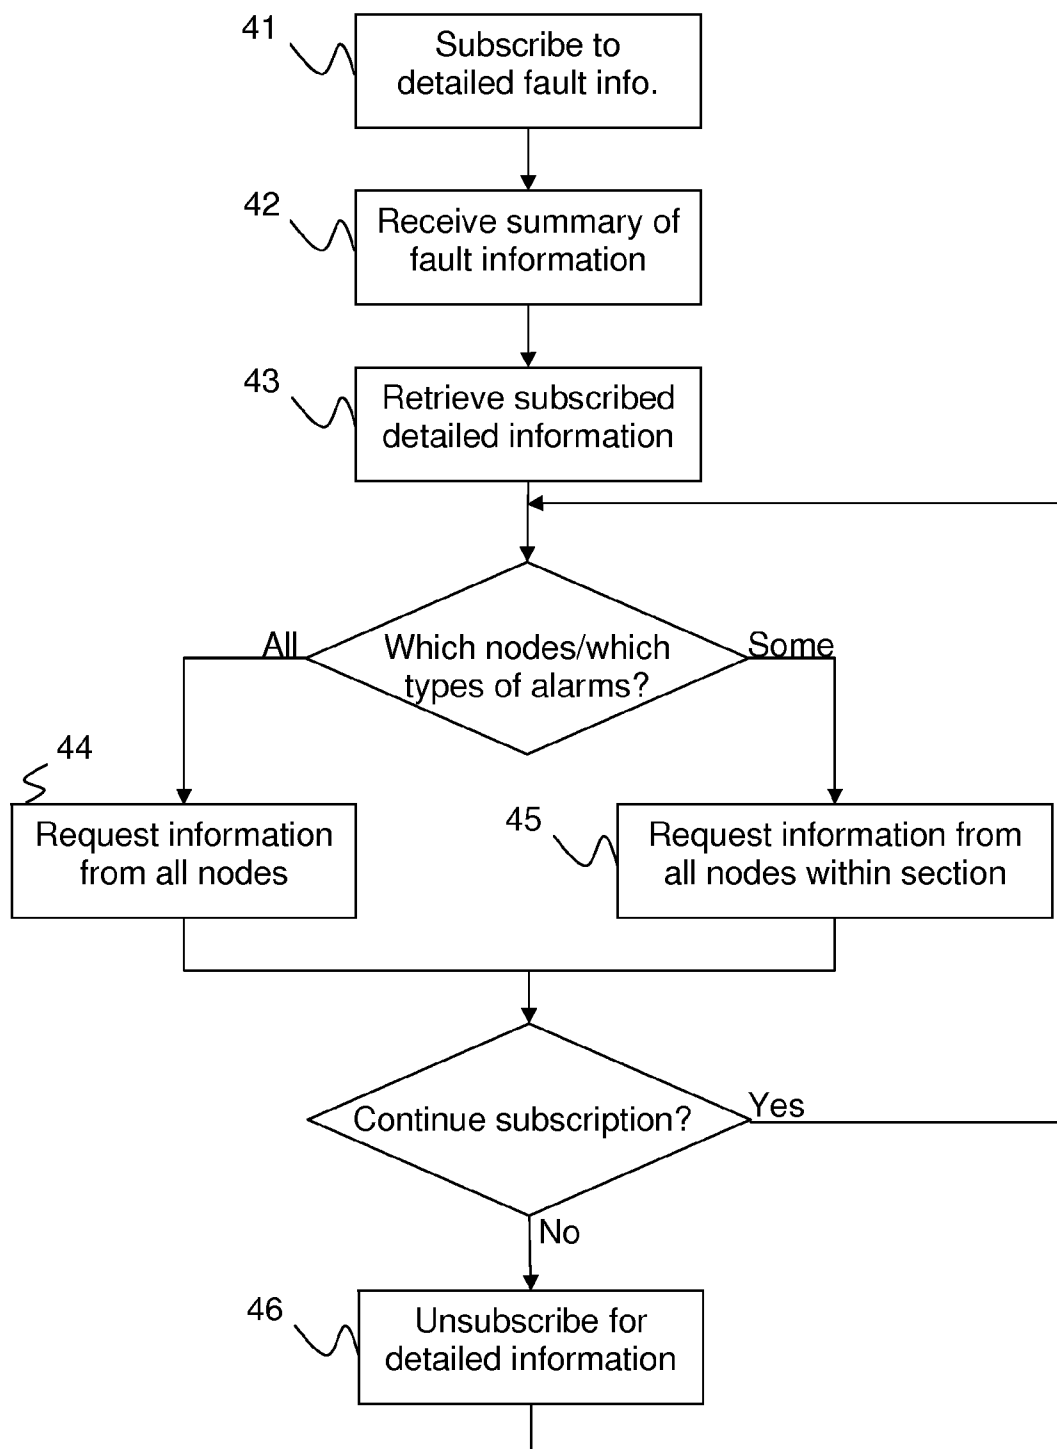 41
Subscribe to
detailed fault info.
42
Receive summary of
fault information
43
Retrieve subscribed
detailed information
All
Which nodes/which
types of alarms?
Some
44
Request information
from all nodes
45
Request information from
all nodes within section
Continue subscription?
Yes
No
46
Unsubscribe for
detailed information